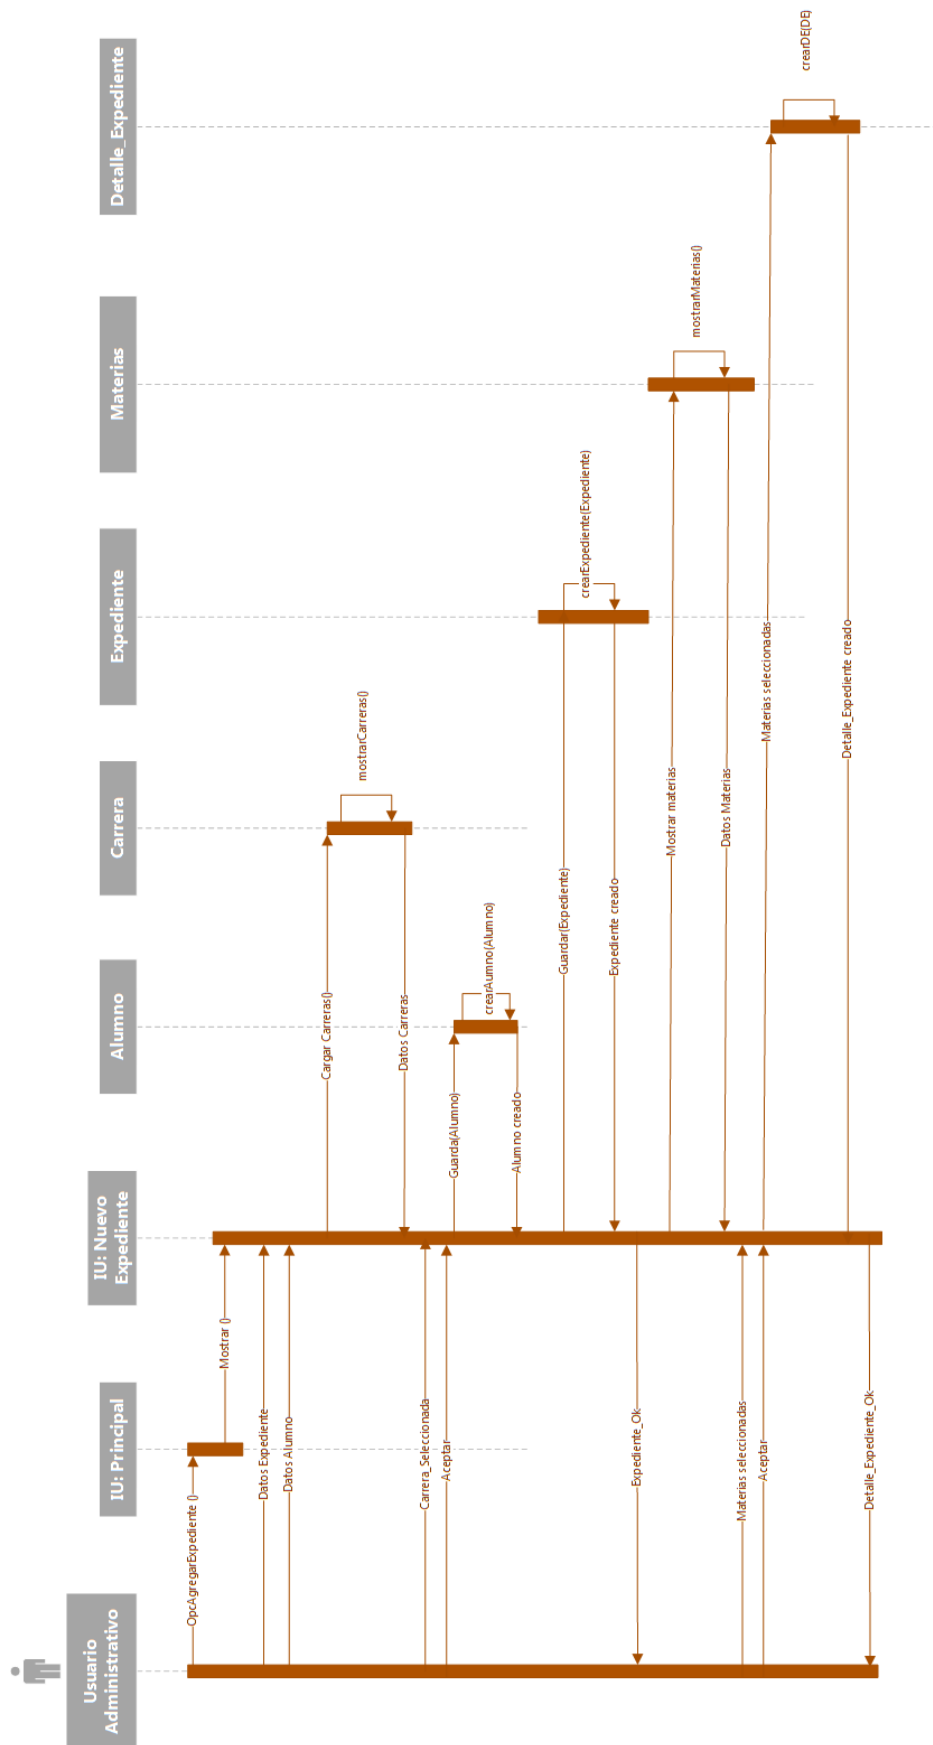 Usuario
Administrativo
IU: Principal
IU: Nuevo
Expediente
Alumno
Carrera
Expediente
Materias
Detalle_Expediente
OpcAgregarExpediente ()
Mostrar ()
Datos Expediente
Datos Alumno
Cargar Carreras()
mostrarCarreras()
Datos Carreras
Carrera_Seleccionada
Aceptar
Guarda(Alumno)
crearAumno(Alumno)
Alumno creado
Guardar(Expediente)
crearExpediente(Expediente)
Expediente creado
Expediente_Ok
Mostrar materias
mostrarMaterias()
Datos Materias
Materias seleccionadas
Aceptar
Materias seleccionadas
crearDE(DE)
Detalle_Expediente creado
Detalle_Expediente_Ok